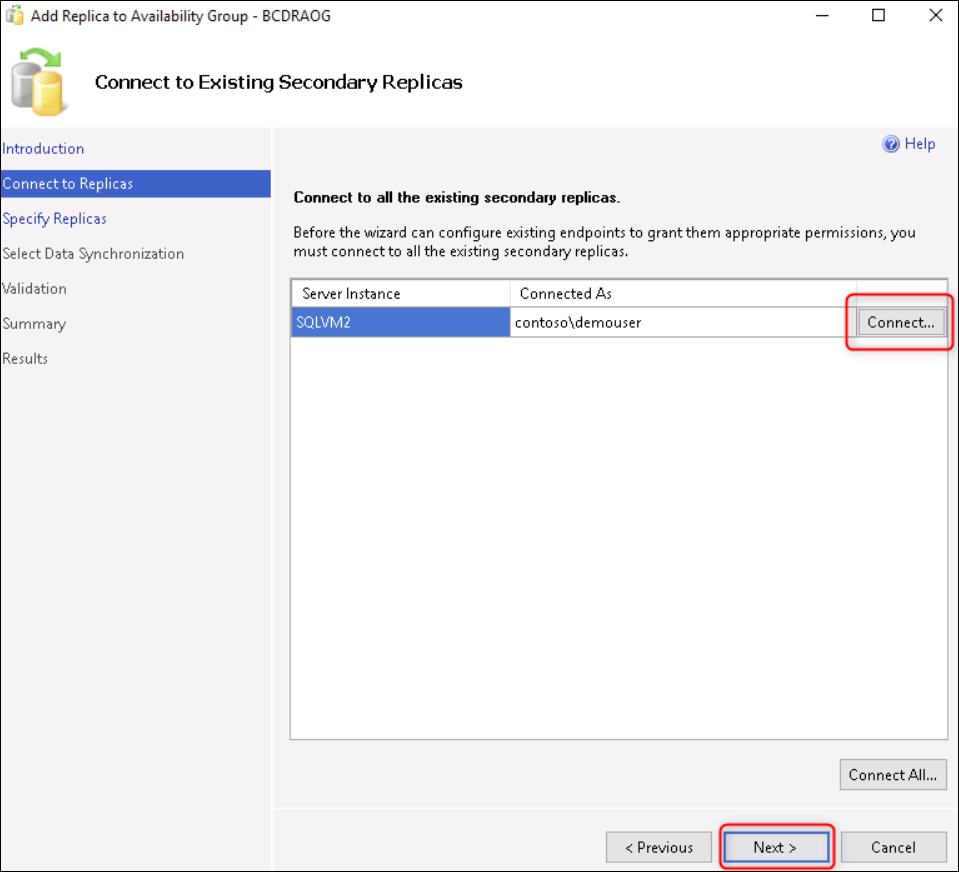 Add Replica to Availability Group - BCDRAOG
Connect to Existing Secondary Replicas
Introduction
Connect to Replicas
Specify Replicas
Select Data Synchronization
Validation
Summary
Results
Help
Connect to all the existing secondary replicas.
Before the wizard can configure existing endpoints to grant them appropriate permissions, you
must connect to all the existing secondary replicas.
Server Instance Connected As
SQLVM2 contoso\demouser Connect...
Connect All...
< Previous Next > Cancel